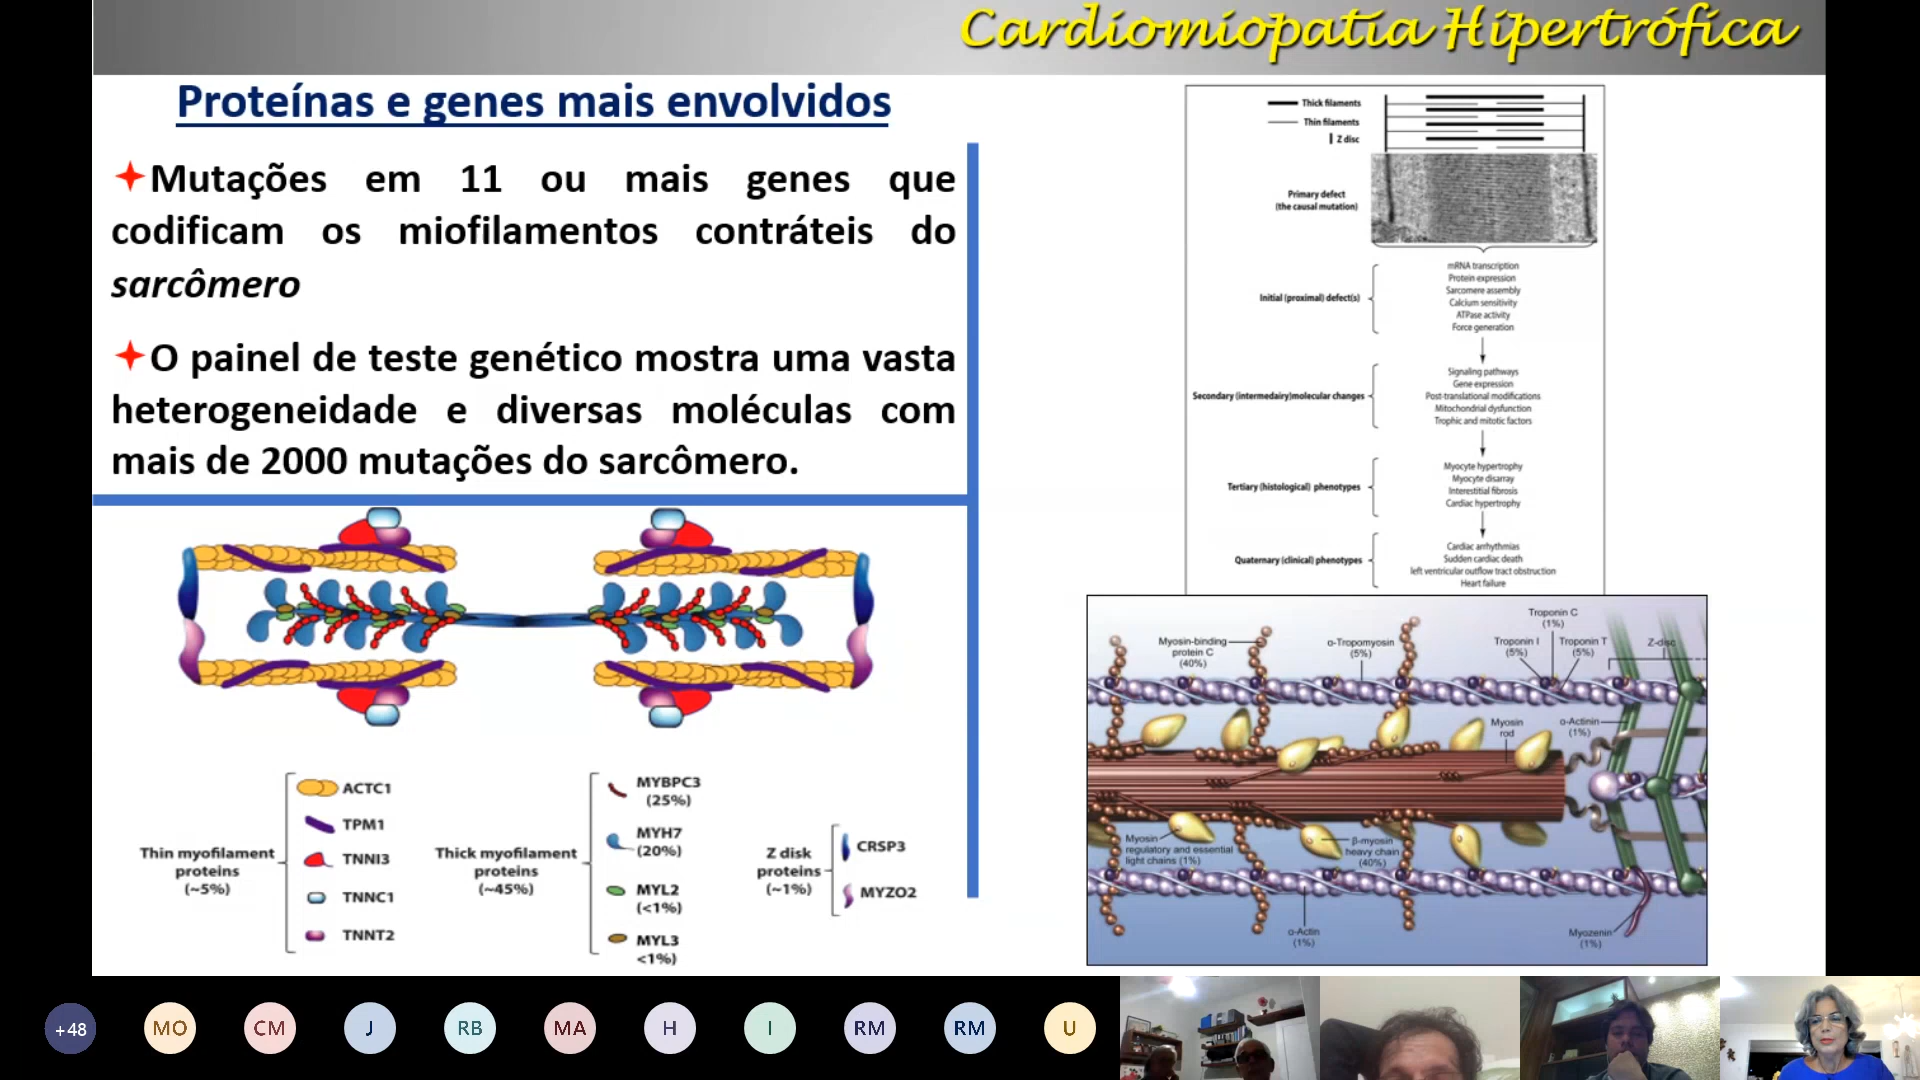 Cardiomiopatia Hipertrófica
Proteínas e genes mais envolvidos
Mutações em 11 ou mais genes que
codificam os miofilamentos contráteis do
sarcômero
O painel de teste genético mostra uma vasta
heterogeneidade e diversas moléculas com
mais de 2000 mutações do sarcômero.
Thin myofilament
proteins
(~5%)
ACTC1
TPM1
TNNI3
TNNC1
TNNT2
Thick myofilament
proteins
(~45%)
MYBPC3
(25%)
MYH7
(20%)
MYL2
(<1%)
MYL3
<1%)
Z disk
proteins
(~1%)
CRSP3
MYZO2
Thick filaments
Thin filaments
Z disc
Primary defect
(the causal mutation)
Initial (proximal) defect(s)
mRNA transcription
Protein expression
Sarcomere assembly
Calcium sensitivity
ATPase activity
Force generation
Secondary (intermedairy)molecular changes
Signaling pathways
Gene expression
Post-translational modifications
Mitochondrial dysfunction
Trophic and mitotic factors
Tertiary (histological) phenotypes
Myocyte hypertrophy
Myocyte disarray
Interestitial fibrosis
Cardiac hypertrophy
Quaternary (clinical) phenotypes
Cardiac arrhythmias
Sudden cardiac death
left ventricular outflow tract obstruction
Heart failure
Myosin-binding
protein C
(40%)
α-Tropomyosin
(5%)
Troponin C
(1%)
Troponin I
(5%)
Troponin T
(5%)
Z-disc
Myosin
rod
α-Actinin
(1%)
Myosin
regulatory and essential
light chains (1%)
β-myosin
heavy chain
(40%)
α-Actin
(1%)
Myozenin
(1%)
+48
MO
CM
J
RB
MA
H
I
RM
RM
U